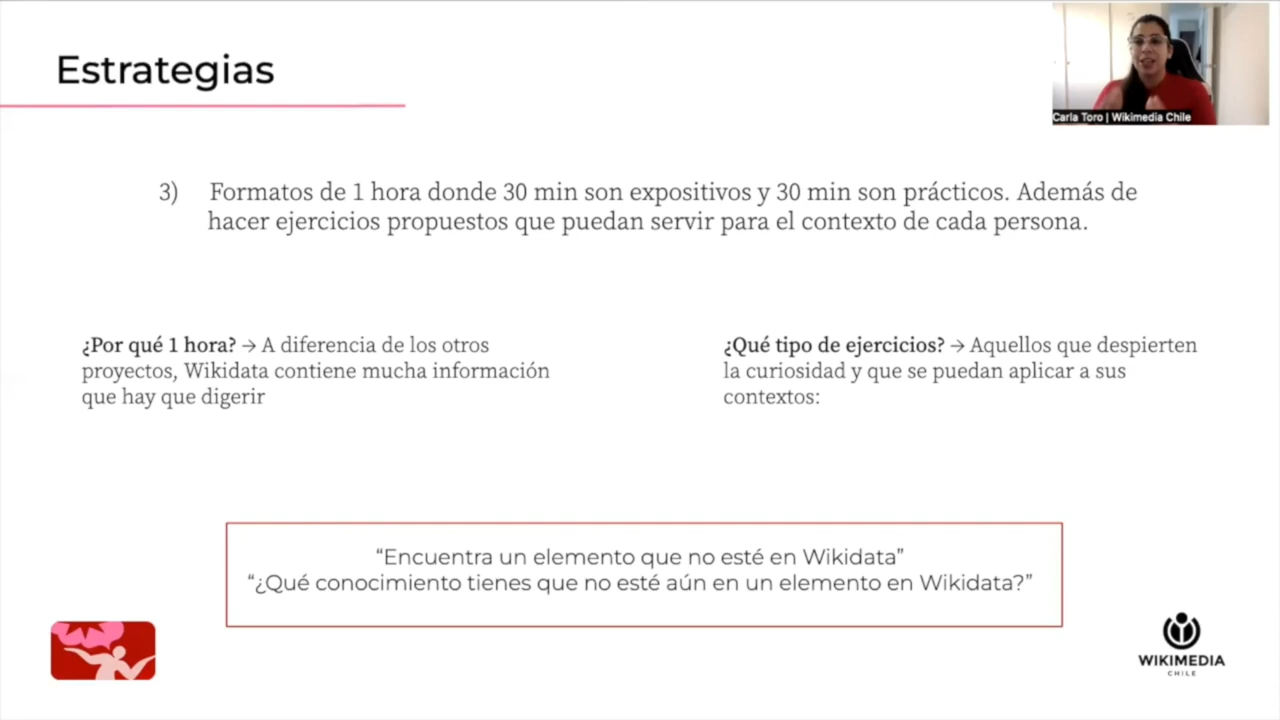 Estrategias
Carla Toro | Wikimedia Chile
3) Formatos de 1 hora donde 30 min son expositivos y 30 min son prácticos. Además de
hacer ejercicios propuestos que puedan servir para el contexto de cada persona.
¿Por qué 1 hora? → A diferencia de los otros
proyectos, Wikidata contiene mucha información
que hay que digerir
¿Qué tipo de ejercicios? → Aquellos que despierten
la curiosidad y que se puedan aplicar a sus
contextos:
“Encuentra un elemento que no esté en Wikidata”
“¿Qué conocimiento tienes que no esté aún en un elemento en Wikidata?”
WIKIMEDIA
CHILE